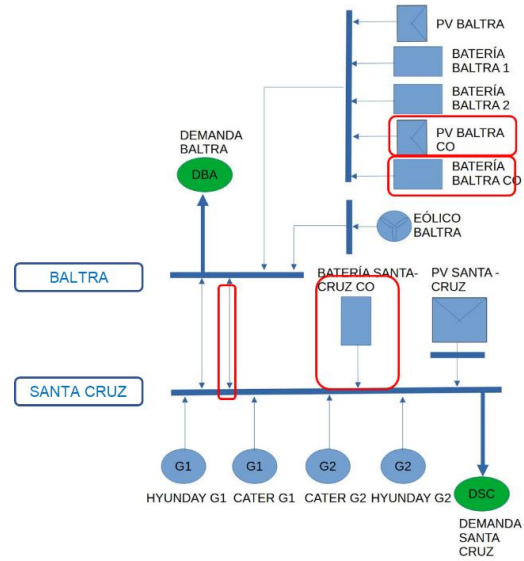 PV BALTRA
BATERÍA
BALTRA 1
BATERÍA
BALTRA 2
PV BALTRA
CO
BATERÍA
BALTRA CO
DEMANDA
BALTRA
DBA
EÓLICO
BALTRA
BALTRA
BATERÍA SANTA-
CRUZ CO
PV SANTA -
CRUZ
SANTA CRUZ
G1
G1
G2
G2
HYUNDAY G1
CATER G1
CATER G2
HYUNDAY G2
DSC
DEMANDA
SANTA
CRUZ